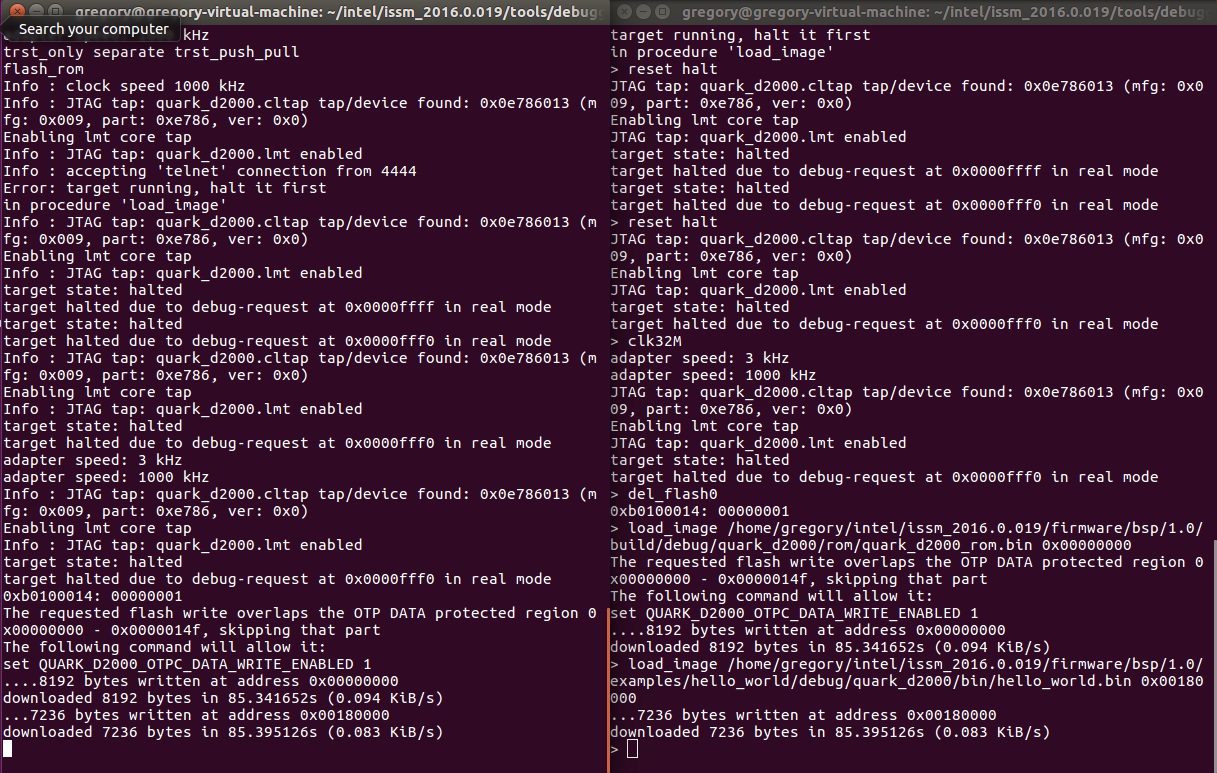 gregory@gregory-virtual-machine: ~/intel/issm_2016.0.019/tools/debug
Search your computer
kHz
trst_only separate trst_push_pull
flash_rom
Info : clock speed 1000 kHz
Info : JTAG tap: quark_d2000.cltap tap/device found: 0x0e786013 (m
fg: 0x009, part: 0xe786, ver: 0x0)
Enabling lmt core tap
Info : JTAG tap: quark_d2000.lmt enabled
Info : accepting 'telnet' connection from 4444
Error: target running, halt it first
in procedure 'load_image'
Info : JTAG tap: quark_d2000.cltap tap/device found: 0x0e786013 (m
fg: 0x009, part: 0xe786, ver: 0x0)
Enabling lmt core tap
Info : JTAG tap: quark_d2000.lmt enabled
target state: halted
target halted due to debug-request at 0x0000ffff in real mode
target state: halted
target halted due to debug-request at 0x0000fff0 in real mode
Info : JTAG tap: quark_d2000.cltap tap/device found: 0x0e786013 (m
fg: 0x009, part: 0xe786, ver: 0x0)
Enabling lmt core tap
Info : JTAG tap: quark_d2000.lmt enabled
target state: halted
target halted due to debug-request at 0x0000fff0 in real mode
adapter speed: 3 kHz
adapter speed: 1000 kHz
Info : JTAG tap: quark_d2000.cltap tap/device found: 0x0e786013 (m
fg: 0x009, part: 0xe786, ver: 0x0)
Enabling lmt core tap
Info : JTAG tap: quark_d2000.lmt enabled
target state: halted
target halted due to debug-request at 0x0000fff0 in real mode
0xb0100014: 00000001
The requested flash write overlaps the OTP DATA protected region 0
x00000000 - 0x0000014f, skipping that part
The following command will allow it:
set QUARK_D2000_OTPC_DATA_WRITE_ENABLED 1
....8192 bytes written at address 0x00000000
downloaded 8192 bytes in 85.341652s (0.094 KiB/s)
...7236 bytes written at address 0x00180000
downloaded 7236 bytes in 85.395126s (0.083 KiB/s)
gregory@gregory-virtual-machine: ~/intel/issm_2016.0.019/tools/debug
target running, halt it first
in procedure 'load_image'
> reset halt
JTAG tap: quark_d2000.cltap tap/device found: 0x0e786013 (mfg: 0x0
09, part: 0xe786, ver: 0x0)
Enabling lmt core tap
JTAG tap: quark_d2000.lmt enabled
target state: halted
target halted due to debug-request at 0x0000ffff in real mode
target state: halted
target halted due to debug-request at 0x0000fff0 in real mode
> reset halt
JTAG tap: quark_d2000.cltap tap/device found: 0x0e786013 (mfg: 0x0
09, part: 0xe786, ver: 0x0)
Enabling lmt core tap
JTAG tap: quark_d2000.lmt enabled
target state: halted
target halted due to debug-request at 0x0000fff0 in real mode
> clk32M
adapter speed: 3 kHz
adapter speed: 1000 kHz
JTAG tap: quark_d2000.cltap tap/device found: 0x0e786013 (mfg: 0x0
09, part: 0xe786, ver: 0x0)
Enabling lmt core tap
JTAG tap: quark_d2000.lmt enabled
target state: halted
target halted due to debug-request at 0x0000fff0 in real mode
> del_flash0
0xb0100014: 00000001
> load_image /home/gregory/intel/issm_2016.0.019/firmware/bsp/1.0/
build/debug/quark_d2000/rom/quark_d2000_rom.bin 0x00000000
The requested flash write overlaps the OTP DATA protected region 0
x00000000 - 0x0000014f, skipping that part
The following command will allow it:
set QUARK_D2000_OTPC_DATA_WRITE_ENABLED 1
....8192 bytes written at address 0x00000000
downloaded 8192 bytes in 85.341652s (0.094 KiB/s)
> load_image /home/gregory/intel/issm_2016.0.019/firmware/bsp/1.0/
examples/hello_world/debug/quark_d2000/bin/hello_world.bin 0x00180
000
...7236 bytes written at address 0x00180000
downloaded 7236 bytes in 85.395126s (0.083 KiB/s)
>